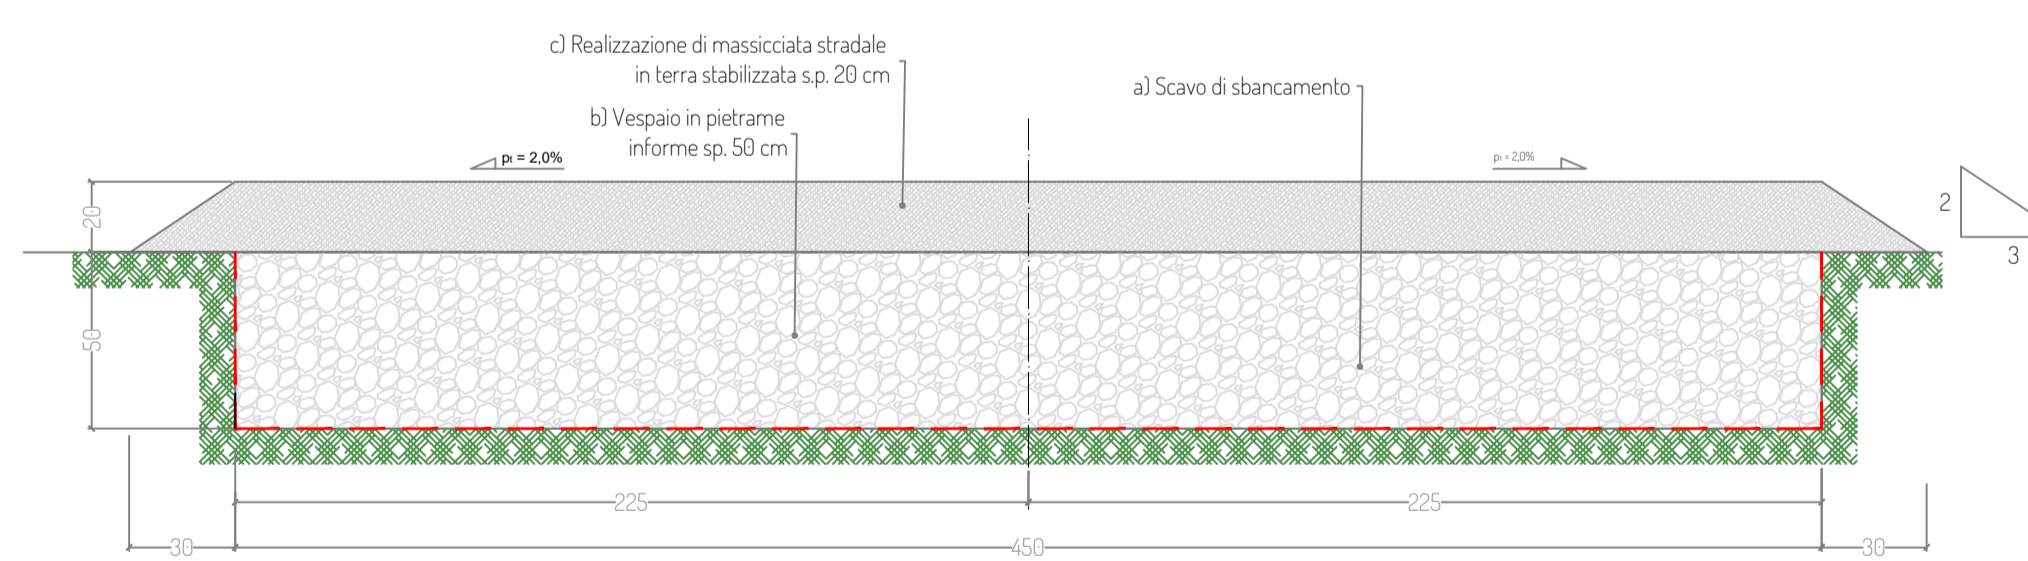 c) Realizzazione di massicciata stradale
in terra stabilizzata s.p. 20 cm
a) Scavo di sbancamento
b) Vespaio in pietrame
informe sp. 50 cm
pt = 2,0%
pt = 2,0%
20
2
3
50
225
225
30
450
30